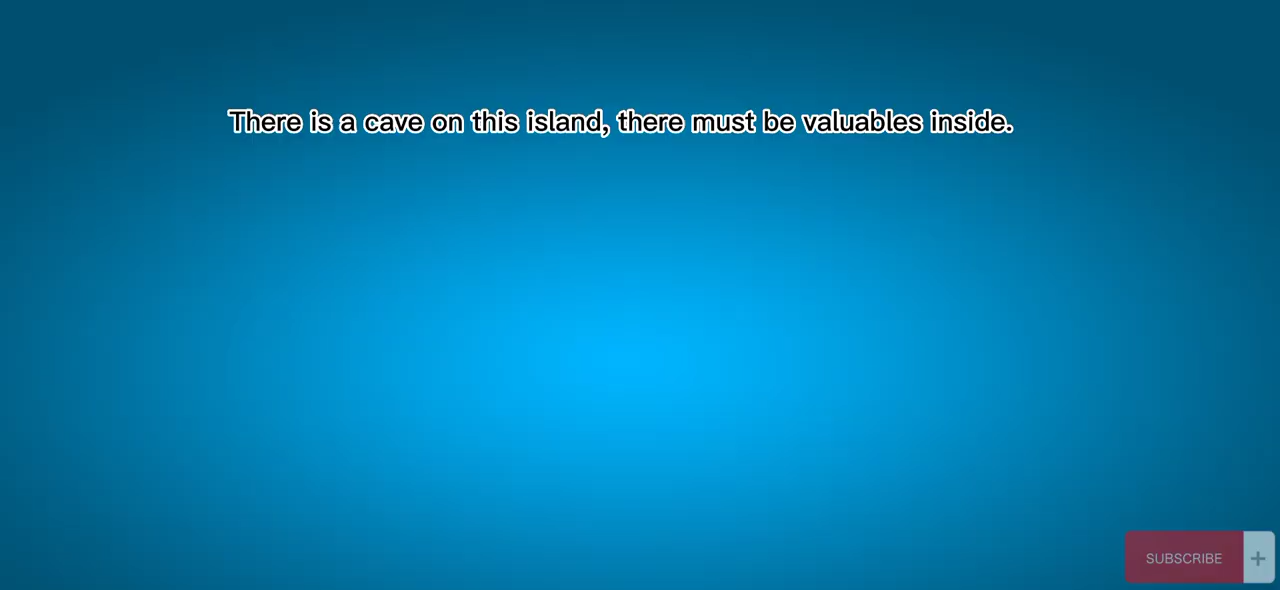 There is a cave on this island, there must be valuables inside.
SUBSCRIBE +